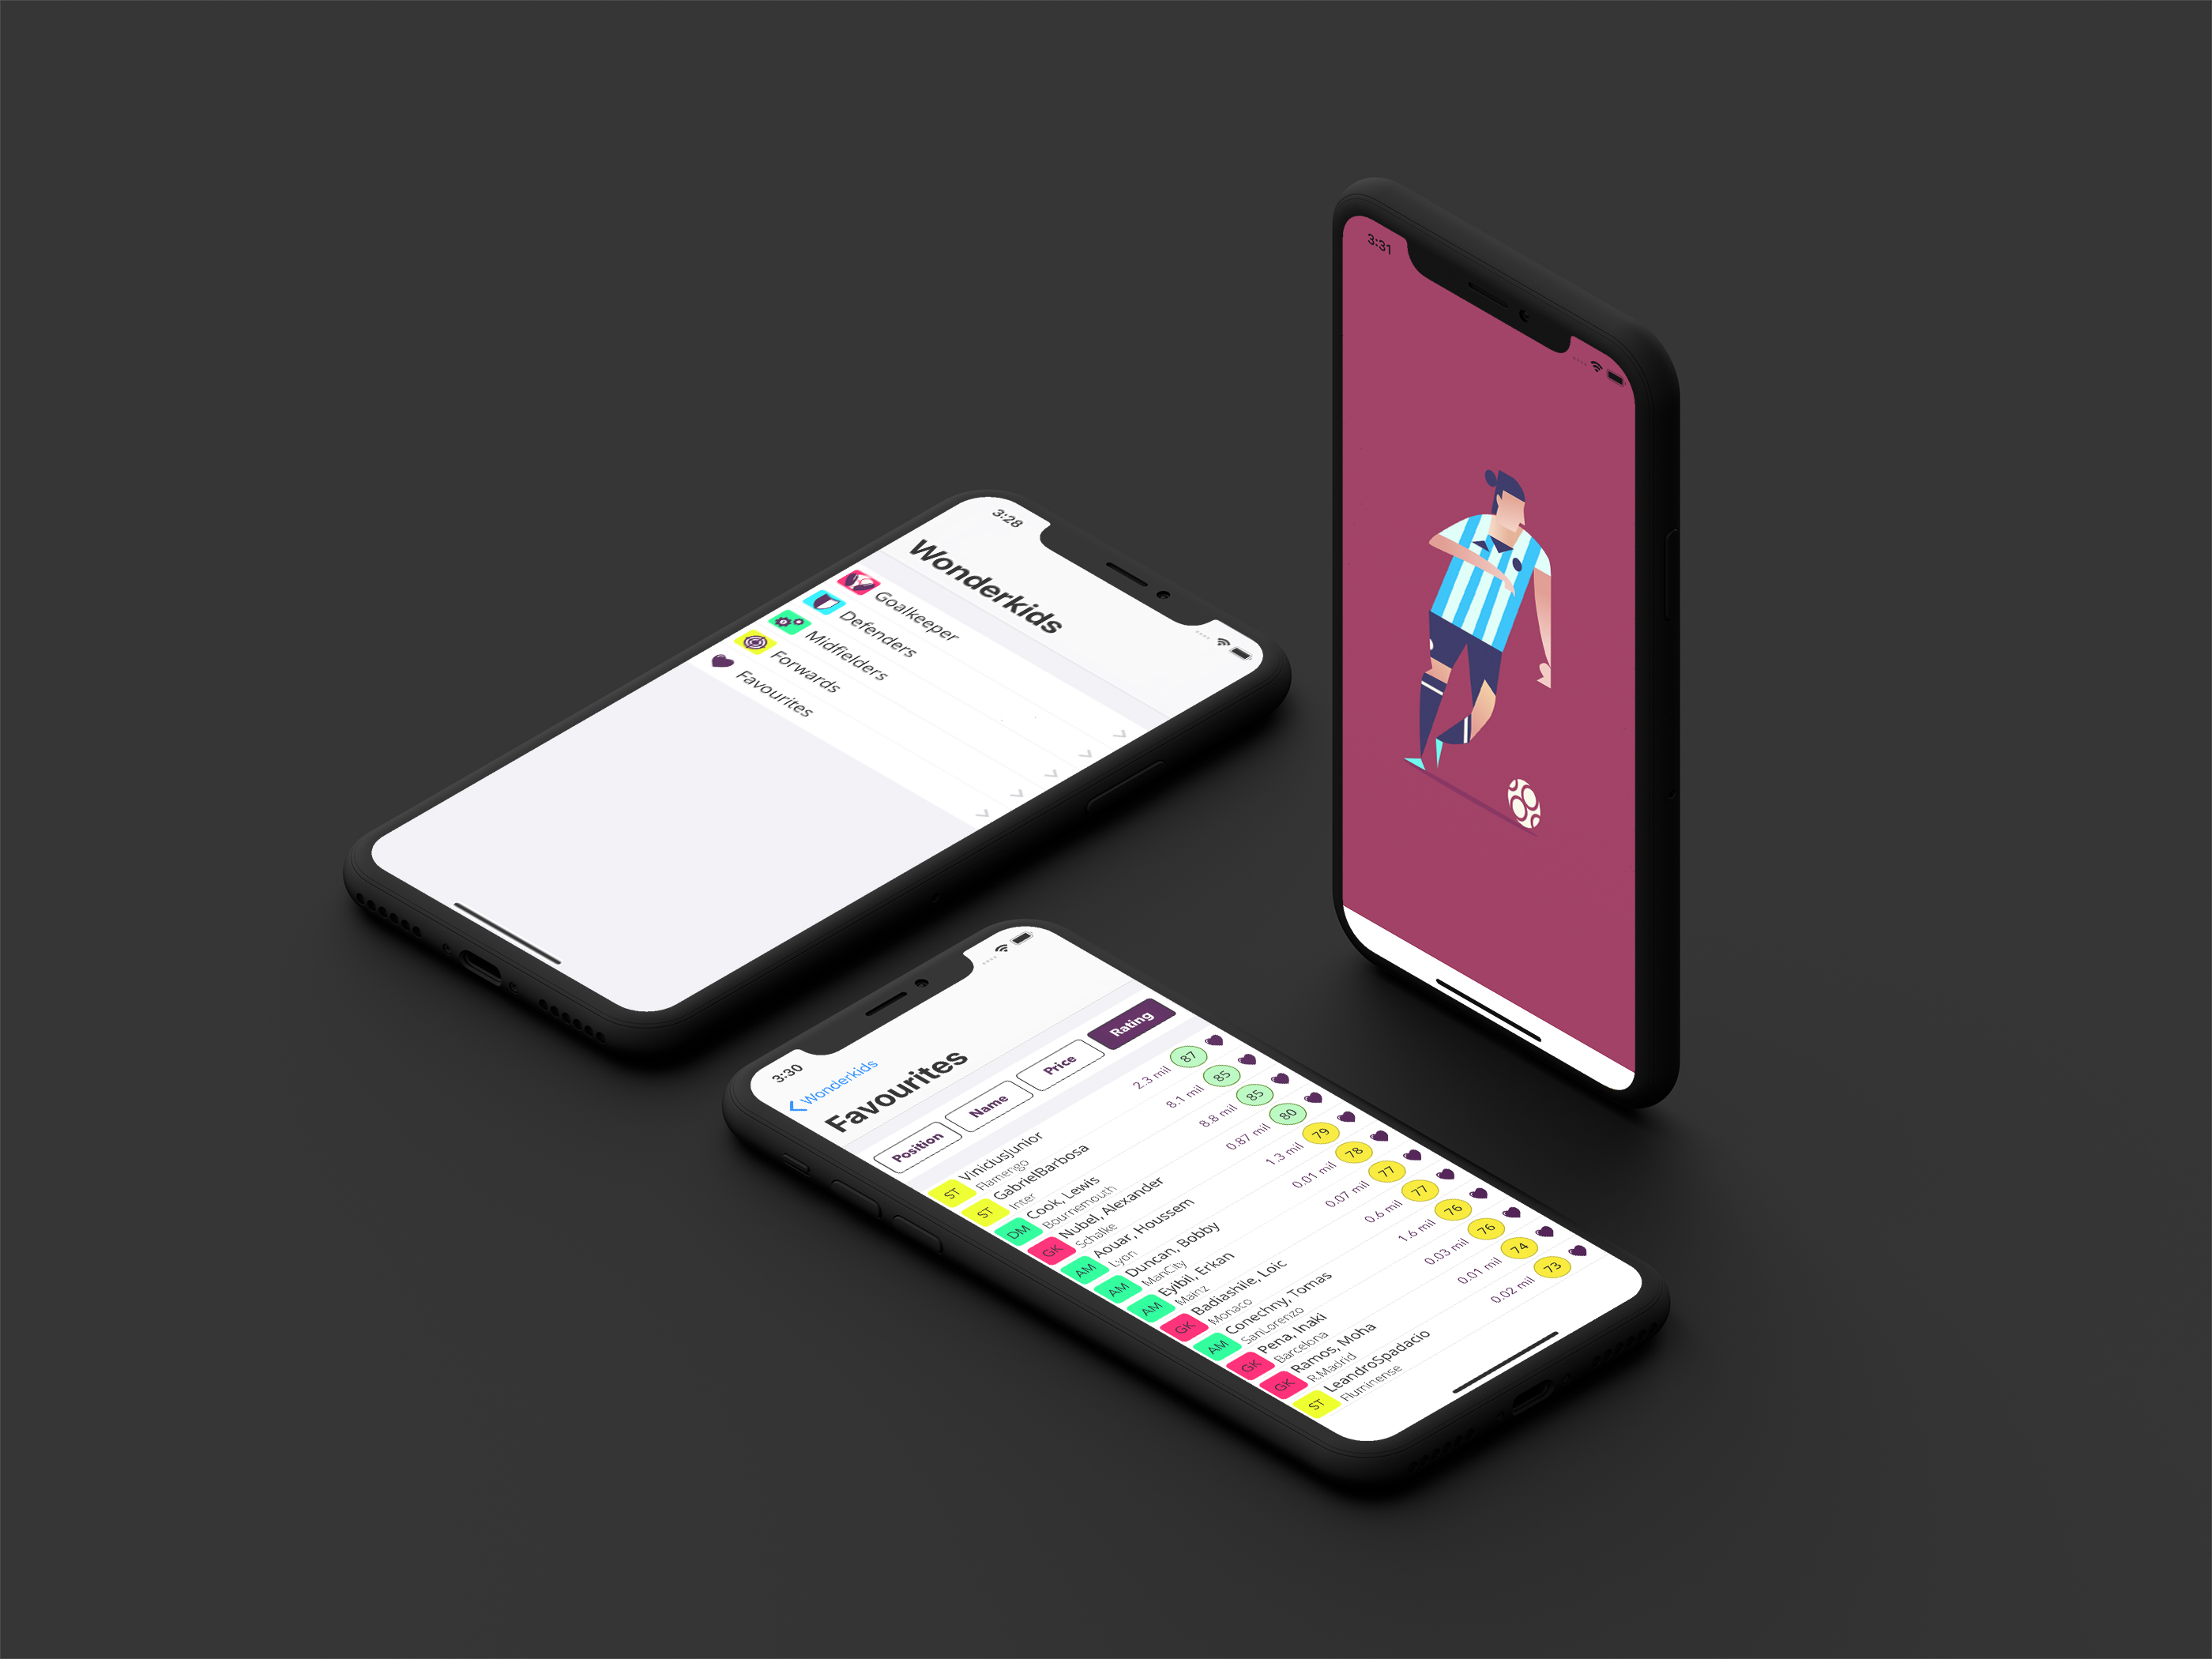 3:28
Wonderkids
Goalkeeper
Defenders
Midfielders
Forwards
Favourites
3:31
3:30
Wonderkids
Favourites
Position
Name
Price
Rating
ST
ViniciusJunior
Flamengo
2.3 mil
87
ST
GabrielBarbosa
Inter
8.1 mil
85
DM
Cook, Lewis
Bournemouth
8.8 mil
85
GK
Nubel, Alexander
Schalke
0.87 mil
80
AM
Aouar, Houssem
Lyon
1.3 mil
79
AM
Duncan, Bobby
ManCity
0.01 mil
78
AM
Eyibil, Erkan
Mainz
0.07 mil
77
GK
Badiashile, Loic
Monaco
0.6 mil
77
AM
Conechny, Tomas
SanLorenzo
1.6 mil
76
GK
Pena, Inaki
Barcelona
0.03 mil
76
GK
Ramos, Moha
R.Madrid
0.01 mil
74
ST
LeandroSpadacio
Fluminense
0.02 mil
73